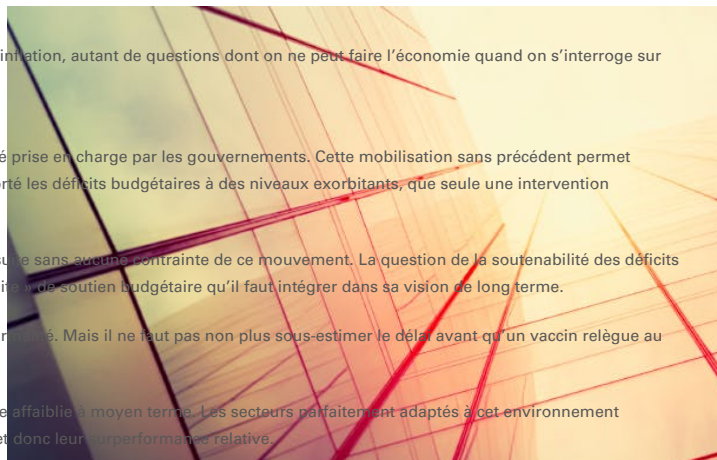 inflation, autant de questions dont on ne peut faire l’économie quand on s’interroge sur
é prise en charge par les gouvernements. Cette mobilisation sans précédent permet
orté les déficits budgétaires à des niveaux exorbitants, que seule une intervention
sans aucune contrainte de ce mouvement. La question de la soutenabilité des déficits
de soutien budgétaire qu’il faut intégrer dans sa vision de long terme.
Mais il ne faut pas non plus sous-estimer le délai avant qu’un vaccin relègue au
e affaiblie à moyen terme. Les secteurs parfaitement adaptés à cet environnement
et donc leur surperformance relative.